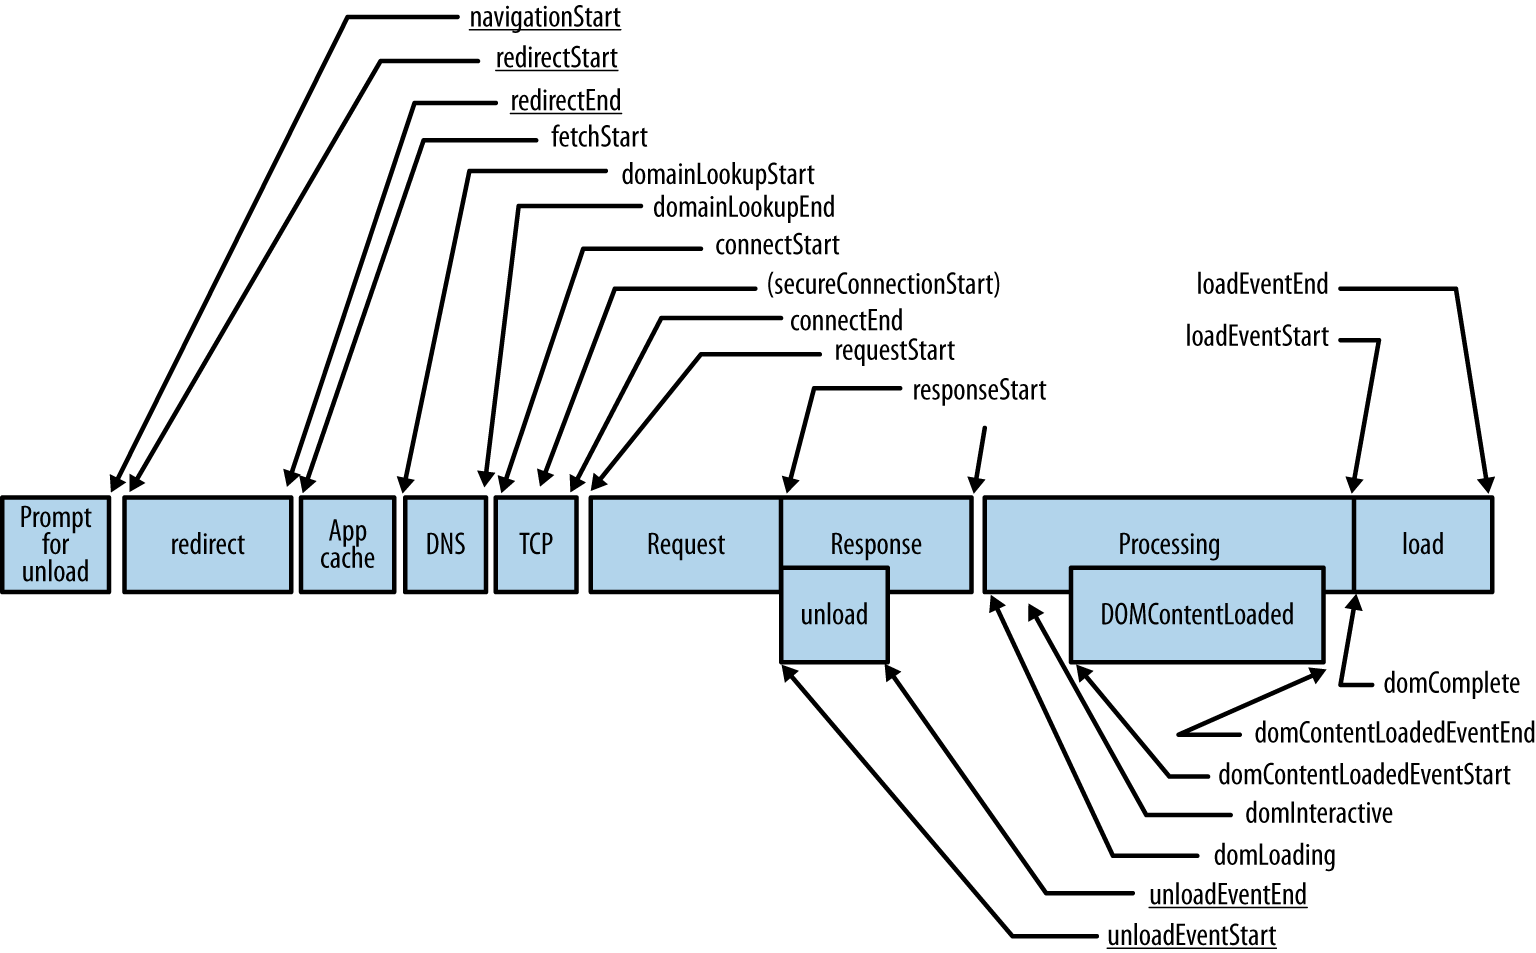 navigationStart
redirectStart
redirectEnd
fetchStart
domainLookupStart
domainLookupEnd
connectStart
(secureConnectionStart)
connectEnd
requestStart
responseStart
loadEventEnd
loadEventStart
Prompt
for
unload
redirect
App
cache
DNS
TCP
Request
Response
Processing
load
unload
DOMContentLoaded
domComplete
domContentLoadedEventEnd
domContentLoadedEventStart
domInteractive
domLoading
unloadEventEnd
unloadEventStart